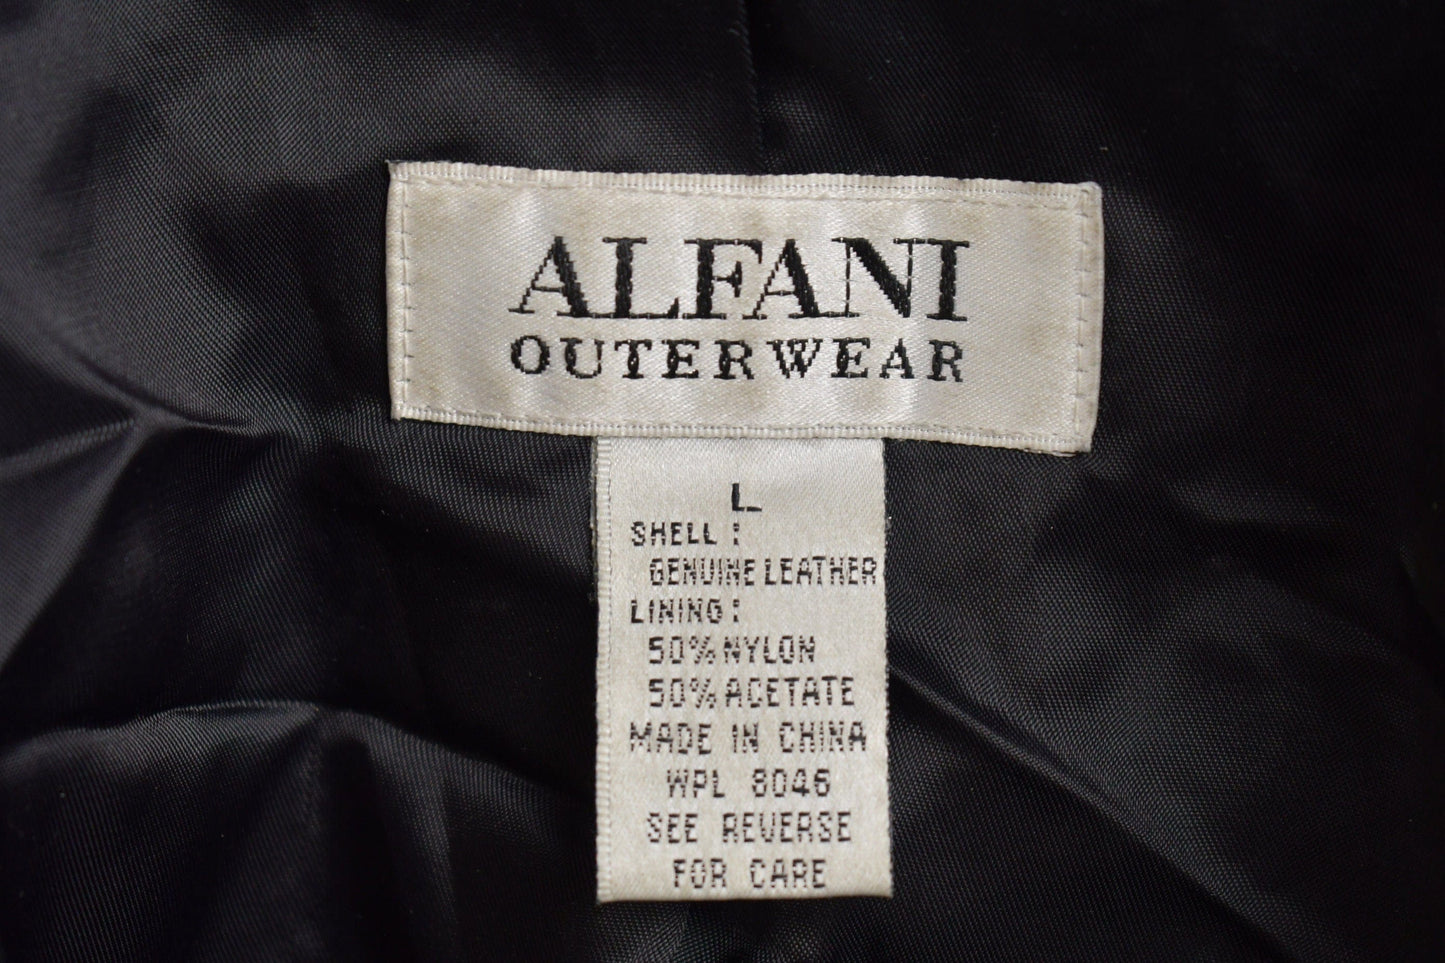 ALFANI
OUTERWEAR
L
SHELL:
GENUINE LEATHER
LINING:
50% NYLON
50% ACETATE
MADE IN CHINA
WPL 8046
SEE REVERSE
FOR CARE